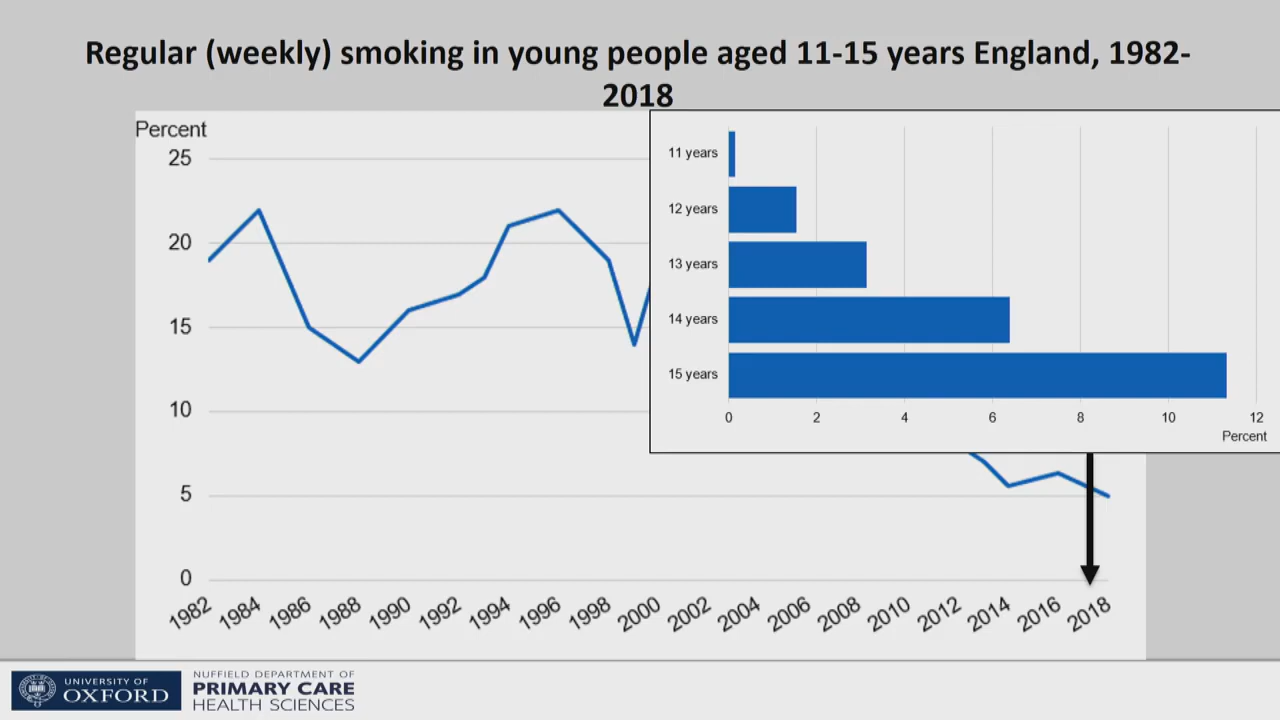 Regular (weekly) smoking in young people aged 11-15 years England, 1982-
2018
Percent
25
20
15
10
5
0
1982 1984 1986 1988 1990 1992 1994 1996 1998 2000 2002 2004 2006 2008 2010 2012 2014 2016 2018
11 years
12 years
13 years
14 years
15 years
0 2 4 6 8 10 12
Percent
UNIVERSITY OF
OXFORD
NUFFIELD DEPARTMENT OF
PRIMARY CARE
HEALTH SCIENCES